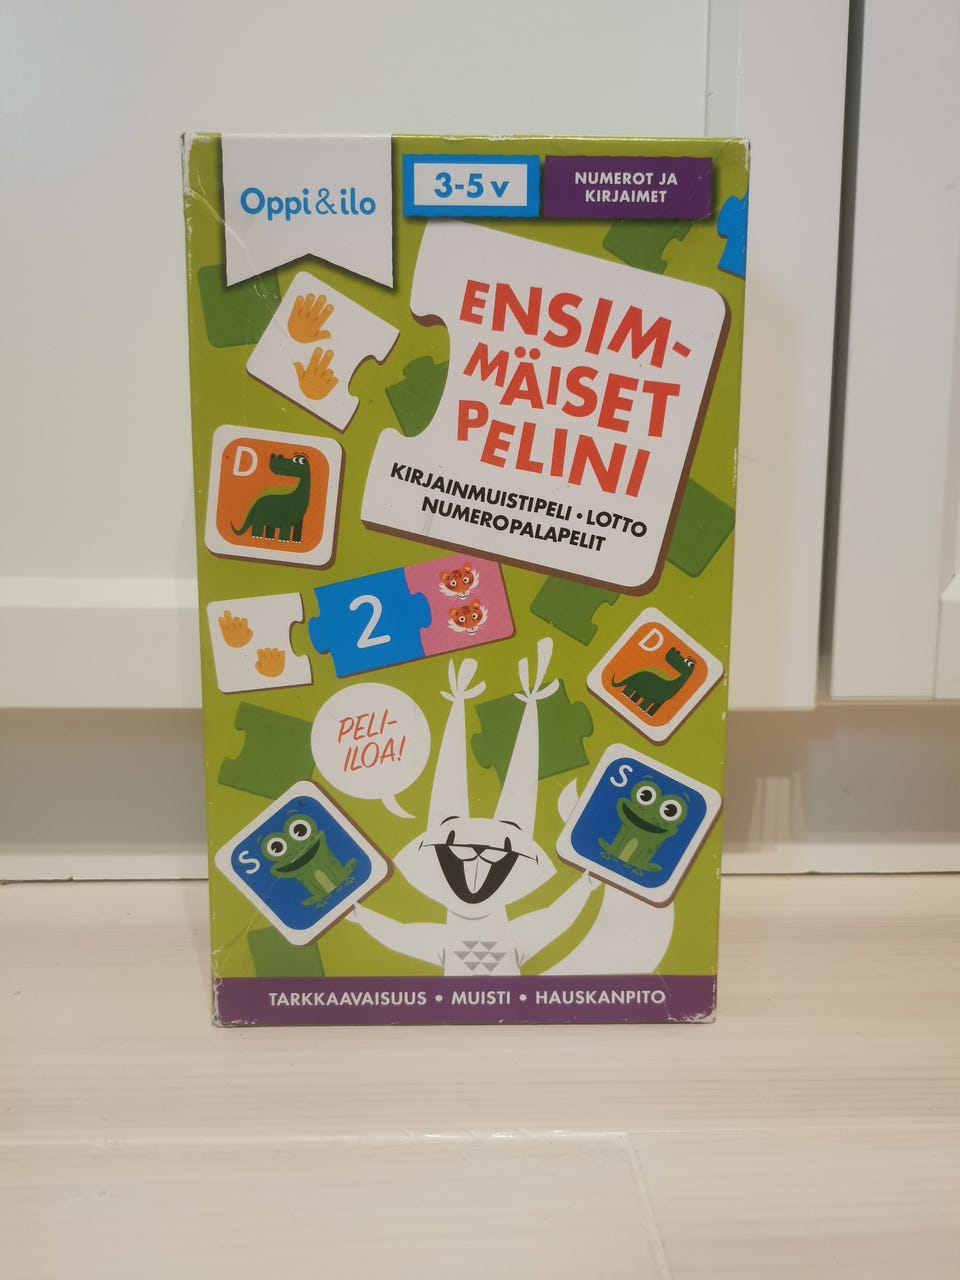 Oppi&ilo
3-5 v
NUMEROT JA
KIRJAIMET
ENSIM-
MÄISET
PELINI
KIRJAINMUISTIPELI • LOTTO
NUMEROPALAPELIT
D
2
D
PELI-
ILOA!
S
S
TARKKAAVAISUUS • MUISTI • HAUSKANPITO